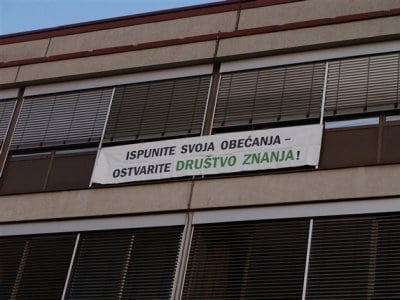 ISPUNITE SVOJA OBEĆANJA –
OSTVARITE DRUŠTVO ZNANJA!